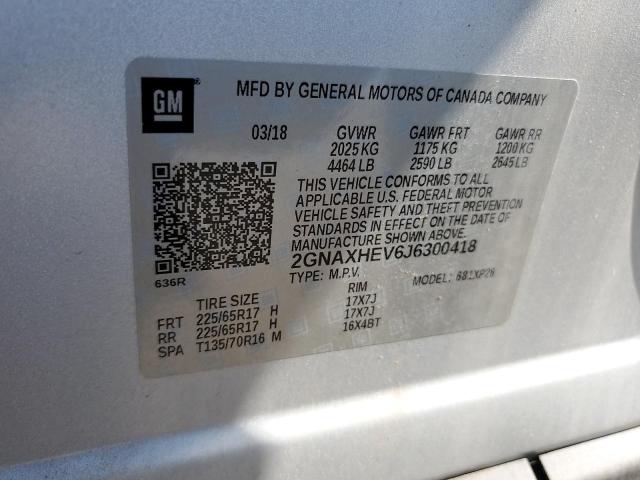 GM
MFD BY GENERAL MOTORS OF CANADA COMPANY
03/18 GVWR GAWR FRT GAWR RR
2025 KG 1175 KG 1200 KG
4464 LB 2590 LB 2645 LB
THIS VEHICLE CONFORMS TO ALL
APPLICABLE U.S. FEDERAL MOTOR
VEHICLE SAFETY AND THEFT PREVENTION
STANDARDS IN EFFECT ON THE DATE OF
MANUFACTURE SHOWN ABOVE.
2GNAXHEV6J6300418
636R
TYPE: M.P.V. MODEL: 681XP26
TIRE SIZE RIM
FRT 225/65R17 H 17X7J
RR 225/65R17 H 17X7J
SPA T135/70R16 M 16X4BT